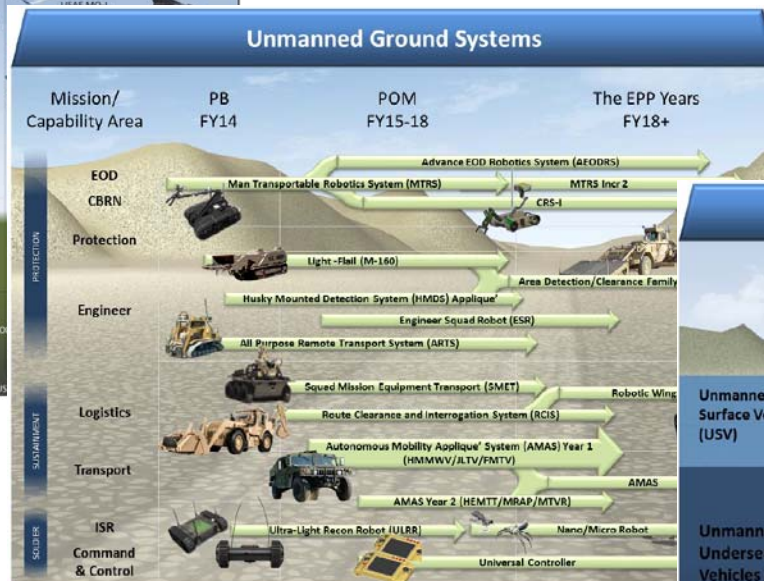 Unmanned Ground Systems
Mission/
Capability Area
PB
FY14
POM
FY15-18
The EPP Years
FY18+
PROTECTION
EOD
CBRN
Protection
Engineer
Advance EOD Robotics System (AEODRS)
Man Transportable Robotics System (MTRS)
MTRS Incr 2
CRS-I
Light -Flail (M-160)
Area Detection/Clearance Family
Husky Mounted Detection System (HMDS) Applique'
Engineer Squad Robot (ESR)
All Purpose Remote Transport System (ARTS)
SUSTAINMENT
Logistics
Transport
Squad Mission Equipment Transport (SMET)
Robotic Wing
Route Clearance and Interrogation System (RCIS)
Autonomous Mobility Applique' System (AMAS) Year 1
(HMMWV/JLTV/FMTV)
AMAS
AMAS Year 2 (HEMTT/MRAP/MTVR)
SOLDIER
ISR
Command
& Control
Ultra-Light Recon Robot (ULRR)
Nano/Micro Robot
Universal Controller
Surface
(USV)
Undersea
Vehicles